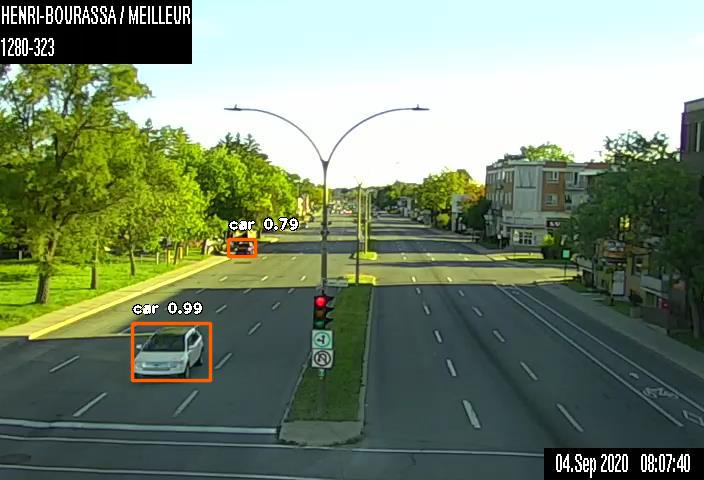 HENRI-BOURASSA / MEILLEUR
1280-323
car 0.79
car 0.99
04.Sep 2020 08:07:40